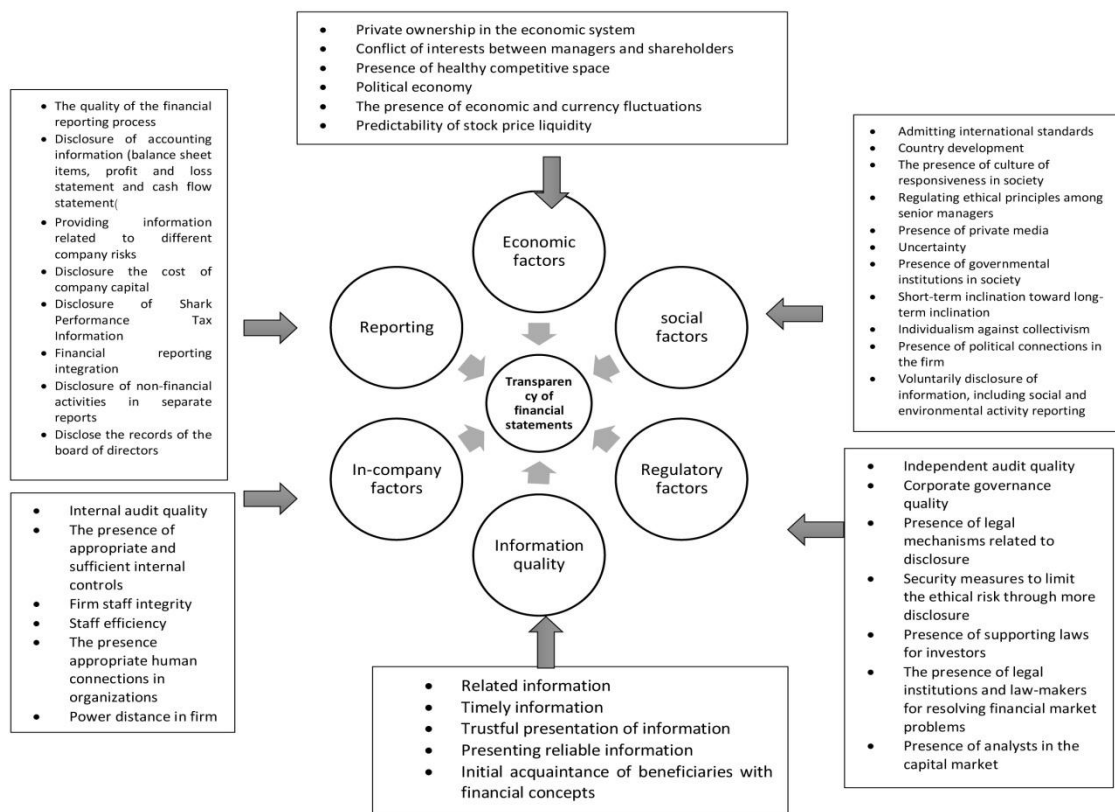 • Private ownership in the economic system
• Conflict of interests between managers and shareholders
• Presence of healthy competitive space
• Political economy
• The presence of economic and currency fluctuations
• Predictability of stock price liquidity
• The quality of the financial
reporting process
• Disclosure of accounting
information (balance sheet
items, profit and loss
statement and cash flow
statement(
• Providing information
related to different
company risks
• Disclosure the cost of
company capital
• Disclosure of Shark
Performance Tax
Information
• Financial reporting
integration
• Disclosure of non-financial
activities in separate
reports
• Disclose the records of the
board of directors
• Admitting international standards
• Country development
• The presence of culture of
responsiveness in society
• Regulating ethical principles among
senior managers
• Presence of private media
• Uncertainty
• Presence of governmental
institutions in society
• Short-term inclination toward long-
term inclination
• Individualism against collectivism
• Presence of political connections in
the firm
• Voluntarily disclosure of
information, including social and
environmental activity reporting
Economic
factors
Reporting
social
factors
Transparen
cy of
financial
statements
In-company
factors
Regulatory
factors
Information
quality
• Internal audit quality
• The presence of
appropriate and
sufficient internal
controls
• Firm staff integrity
• Staff efficiency
• The presence
appropriate human
connections in
organizations
• Power distance in firm
• Independent audit quality
• Corporate governance
quality
• Presence of legal
mechanisms related to
disclosure
• Security measures to limit
the ethical risk through more
disclosure
• Presence of supporting laws
for investors
• The presence of legal
institutions and law-makers
for resolving financial market
problems
• Presence of analysts in the
capital market
• Related information
• Timely information
• Trustful presentation of information
• Presenting reliable information
• Initial acquaintance of beneficiaries with
financial concepts